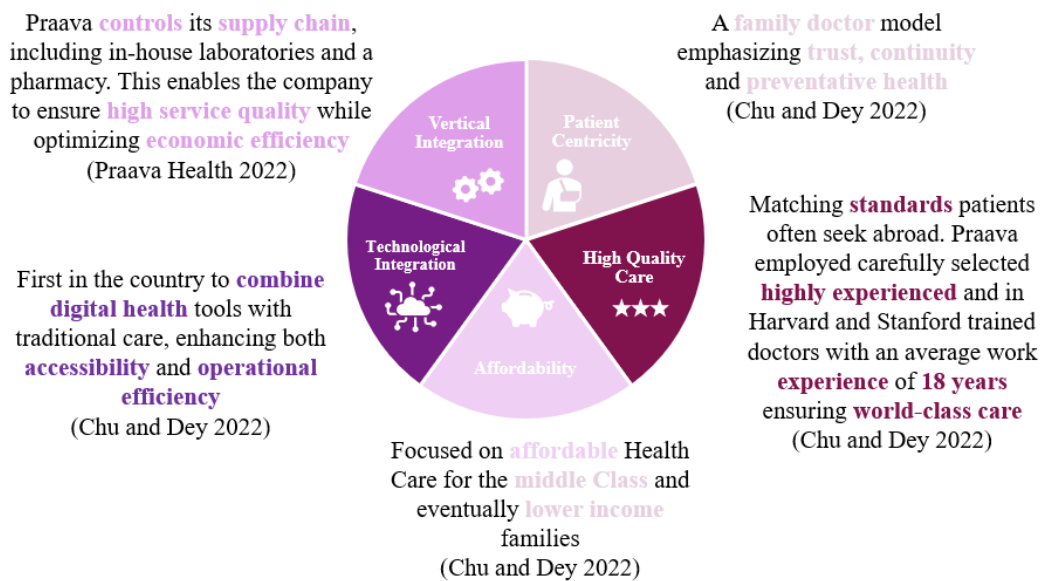 Praava controls its supply chain,
including in-house laboratories and a
pharmacy. This enables the company
to ensure high service quality while
optimizing economic efficiency
(Praava Health 2022)
A family doctor model
emphasizing trust, continuity
and preventative health
(Chu and Dey 2022)
Vertical
Integration
Patient
Centricity
Technological
Integration
High Quality
Care
Affordability
First in the country to combine
digital health tools with
traditional care, enhancing both
accessibility and operational
efficiency
(Chu and Dey 2022)
Matching standards patients
often seek abroad. Praava
employed carefully selected
highly experienced and in
Harvard and Stanford trained
doctors with an average work
experience of 18 years
ensuring world-class care
(Chu and Dey 2022)
Focused on affordable Health
Care for the middle Class and
eventually lower income
families
(Chu and Dey 2022)